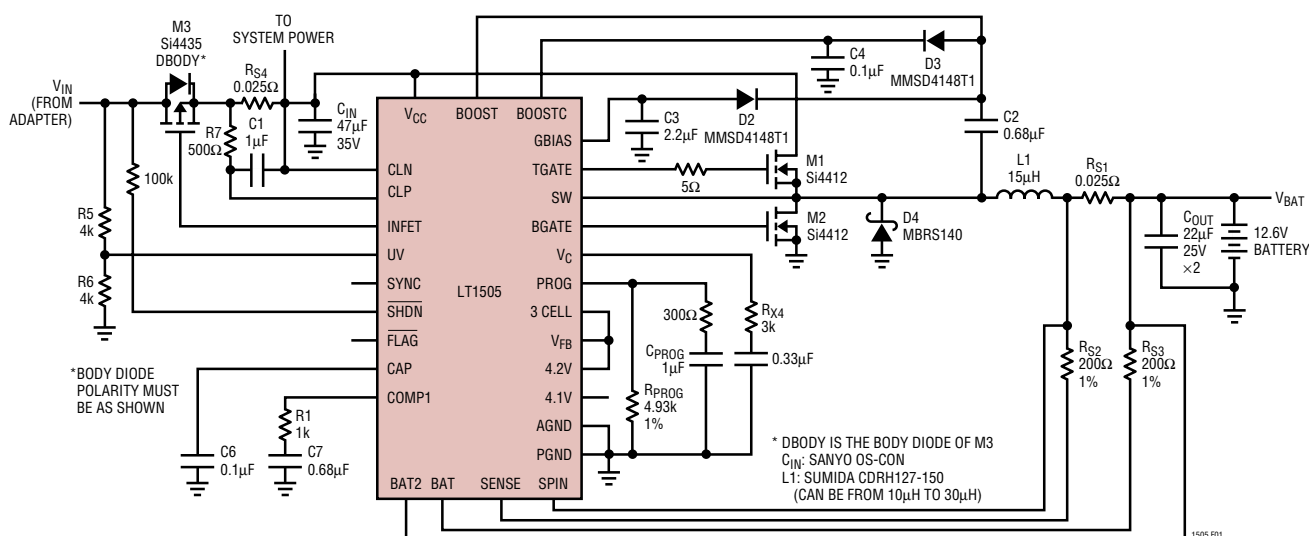 M3
Si4435
DBODY*
TO
SYSTEM POWER
VIN
(FROM
ADAPTER)
RS4
0.025Ω
R7
500Ω
C1
1µF
CIN
47µF
35V
100k
R5
4k
R6
4k
VCC
BOOST
BOOSTC
GBIAS
TGATE
SW
BGATE
VC
PROG
3 CELL
VFB
4.2V
4.1V
AGND
PGND
CLN
CLP
INFET
UV
SYNC
SHDN
FLAG
CAP
COMP1
LT1505
BAT2
BAT
SENSE
SPIN
C4
0.1µF
D3
MMSD4148T1
C3
2.2µF
D2
MMSD4148T1
C2
0.68µF
5Ω
M1
Si4412
M2
Si4412
D4
MBRS140
L1
15µH
RS1
0.025Ω
VBAT
COUT
22µF
25V
×2
12.6V
BATTERY
300Ω
CPROG
1µF
RPROG
4.93k
1%
RX4
3k
0.33µF
RS2
200Ω
1%
RS3
200Ω
1%
*BODY DIODE
POLARITY MUST
BE AS SHOWN
R1
1k
C6
0.1µF
C7
0.68µF
* DBODY IS THE BODY DIODE OF M3
CIN: SANYO OS-CON
L1: SUMIDA CDRH127-150
(CAN BE FROM 10µH TO 30µH)
1505 F01